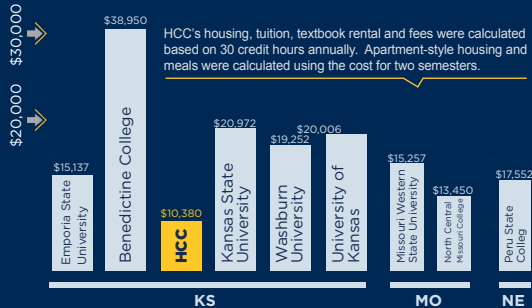 $38,950
$30,000
HCC's housing, tuition, textbook rental and fees were calculated
based on 30 credit hours annually.  Apartment-style housing and
meals were calculated using the cost for two semesters.
$20,000
$15,137
Emporia State
University
Benedictine College
$10,380
HCC
$20,972
Kansas State
University
$19,252
Washburn
University
$20,006
University of
Kansas
$15,257
Missouri Western
State University
$13,450
North Central
Missouri College
$17,552
Peru State
Colleg
KS
MO
NE